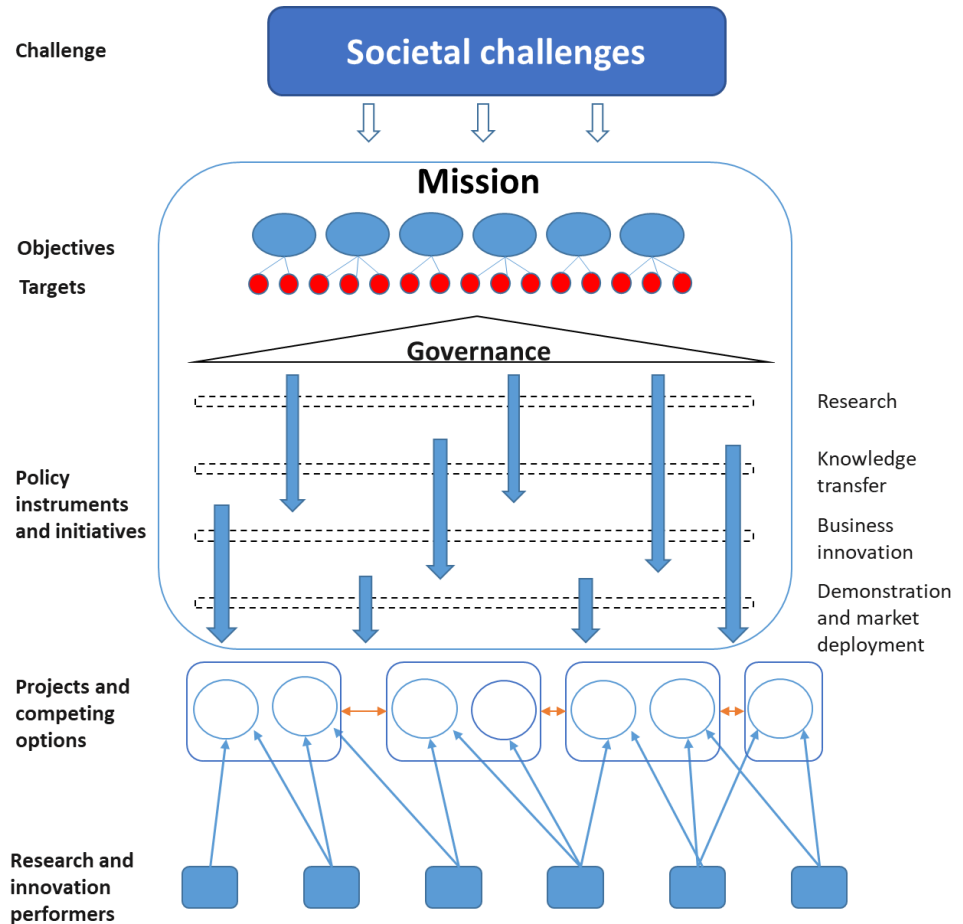 Challenge
Societal challenges
Mission
Objectives
Targets
Governance
Research
Knowledge
transfer
Policy
instruments
and initiatives
Business
innovation
Demonstration
and market
deployment
Projects and
competing
options
Research and
innovation
performers